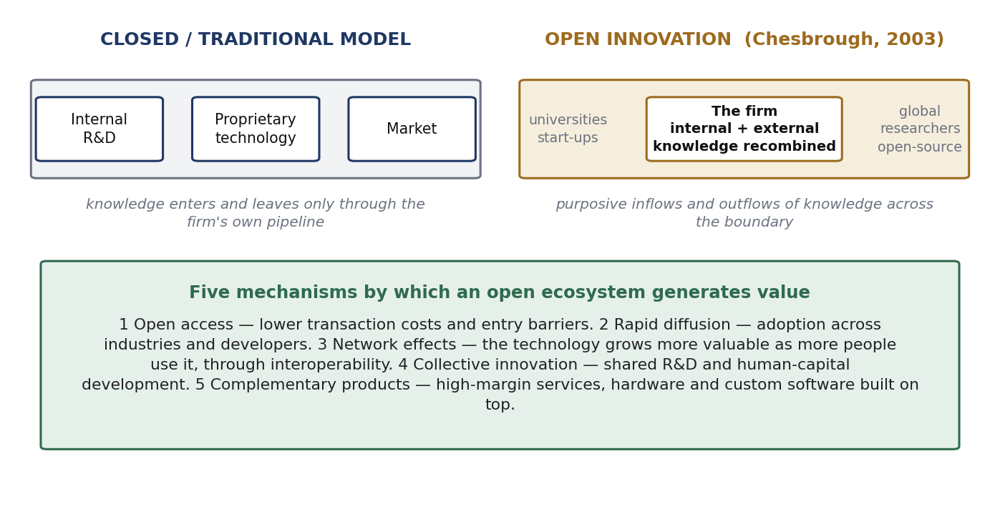 CLOSED / TRADITIONAL MODEL
Internal
R&D
Proprietary
technology
Market
knowledge enters and leaves only through the
firm's own pipeline
OPEN INNOVATION (Chesbrough, 2003)
universities
start-ups
The firm
internal + external
knowledge recombined
global
researchers
open-source
purposive inflows and outflows of knowledge across
the boundary
Five mechanisms by which an open ecosystem generates value
1 Open access — lower transaction costs and entry barriers. 2 Rapid diffusion — adoption across
industries and developers. 3 Network effects — the technology grows more valuable as more people
use it, through interoperability. 4 Collective innovation — shared R&D and human-capital
development. 5 Complementary products — high-margin services, hardware and custom software built on
top.